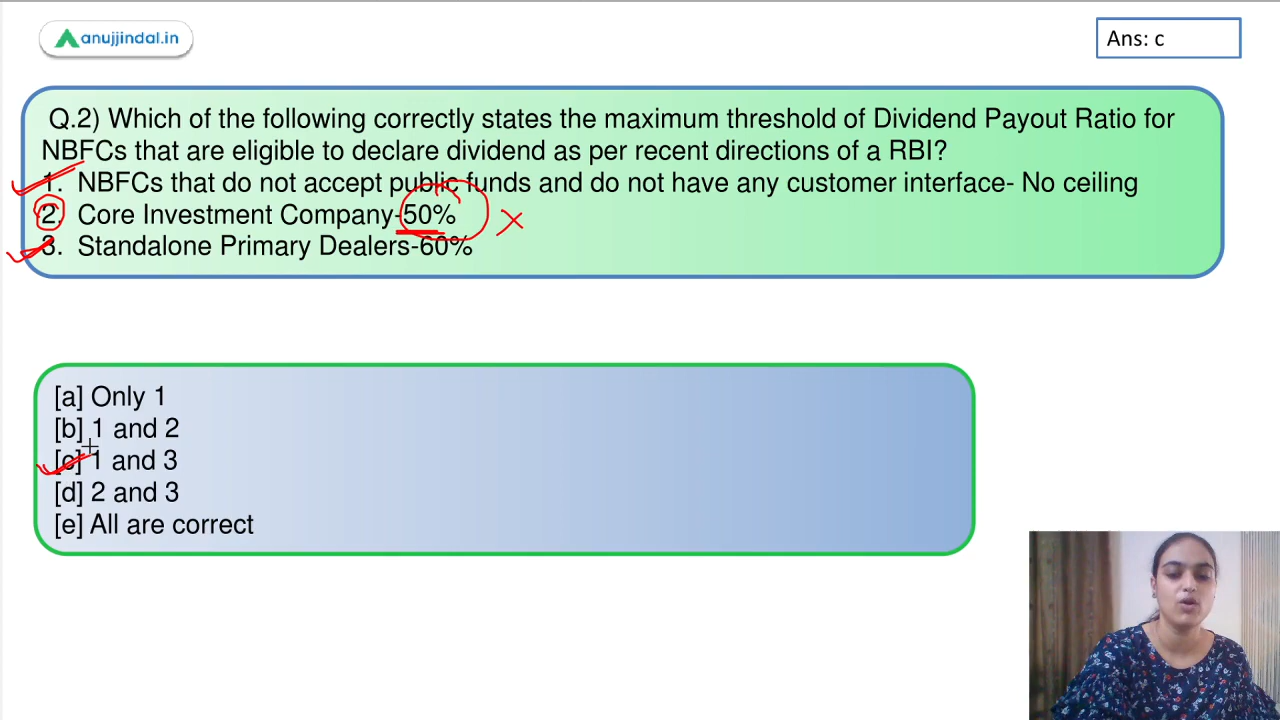 anujjindal.in
Ans: c
Q.2) Which of the following correctly states the maximum threshold of Dividend Payout Ratio for
NBFCs that are eligible to declare dividend as per recent directions of a RBI?
1. NBFCs that do not accept public funds and do not have any customer interface- No ceiling
2. Core Investment Company-50%
3. Standalone Primary Dealers-60%
[a] Only 1
[b] 1 and 2
[c] 1 and 3
[d] 2 and 3
[e] All are correct